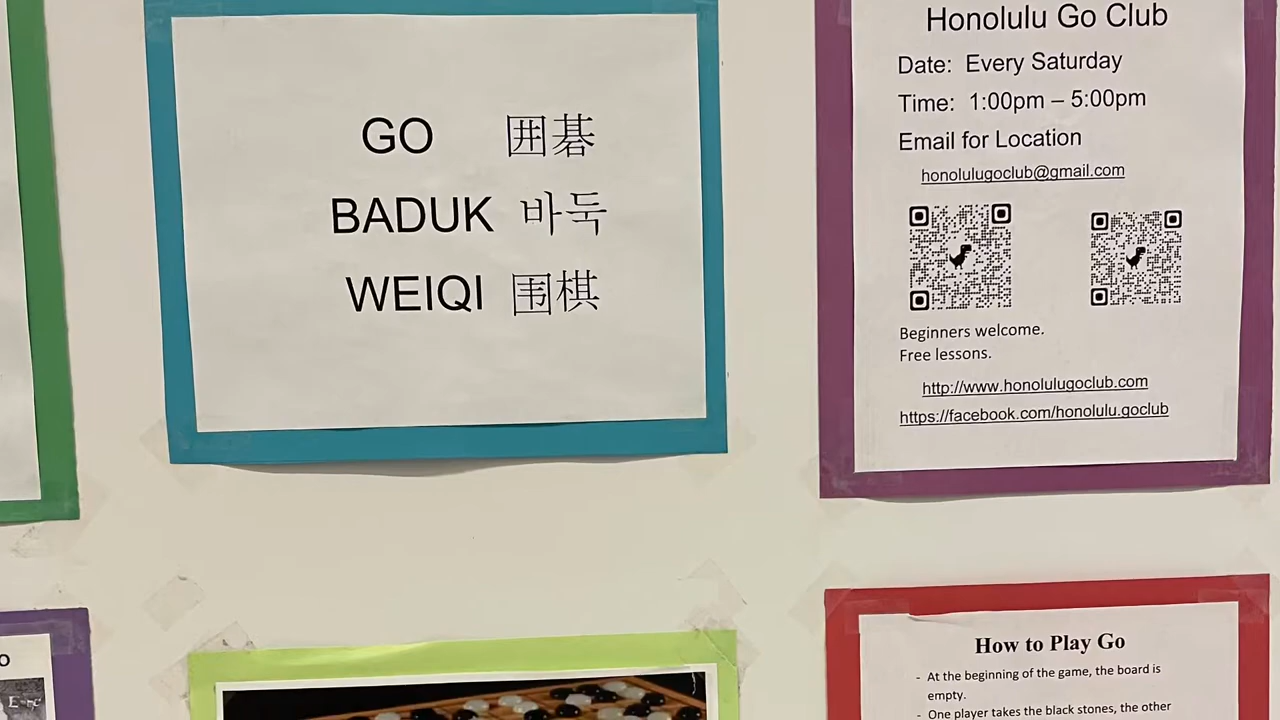 GO 囲碁
BADUK 바둑
WEIQI 围棋
Honolulu Go Club
Date: Every Saturday
Time: 1:00pm – 5:00pm
Email for Location
honolulugoclub@gmail.com
Beginners welcome.
Free lessons.
http://www.honolulugoclub.com
https://facebook.com/honolulu.goclub
How to Play Go
- At the beginning of the game, the board is
empty.
- One player takes the black stones, the other